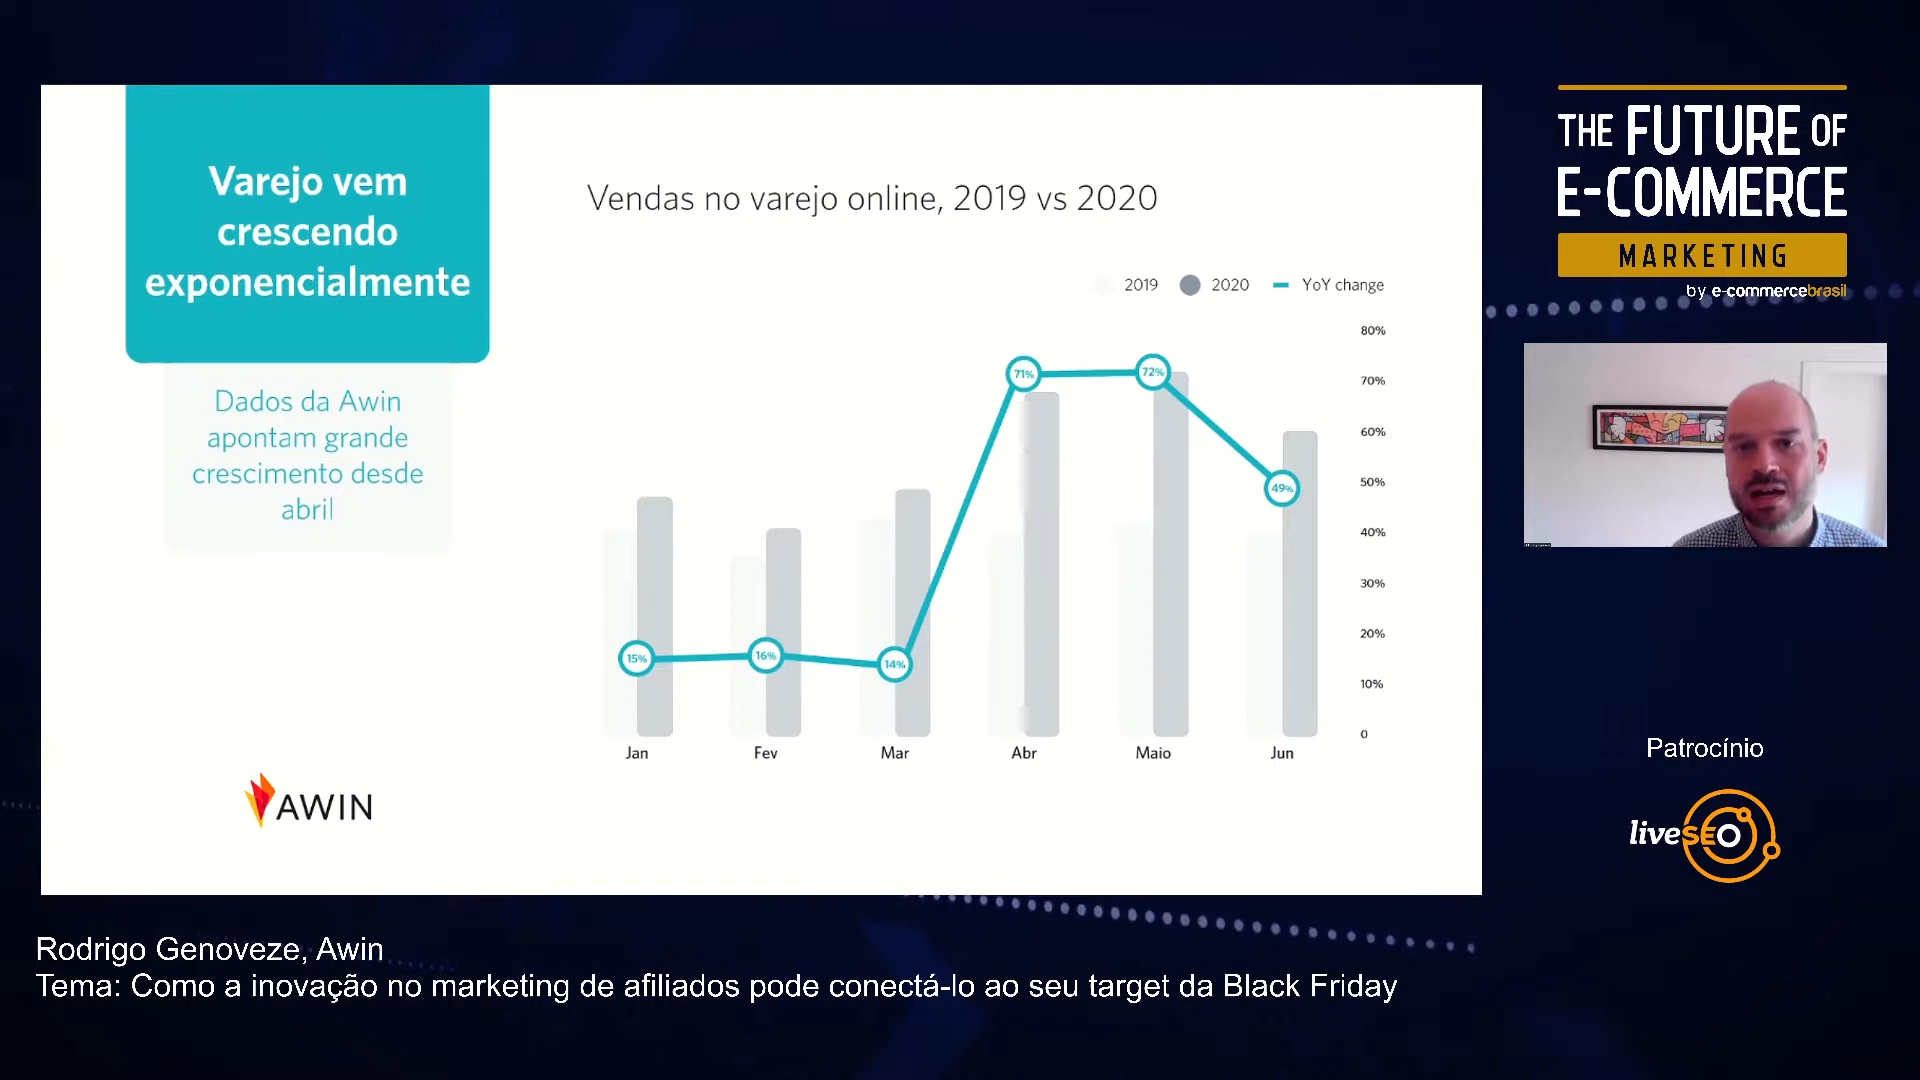 Varejo vem
crescendo
exponencialmente
Dados da Awin
apontam grande
crescimento desde
abril
AWIN
Vendas no varejo online, 2019 vs 2020
2019 2020 YoY change
80%
70%
60%
50%
40%
30%
20%
10%
0
15% 16% 14% 71% 72% 49%
Jan Fev Mar Abr Maio Jun
THE FUTURE OF
E-COMMERCE
MARKETING
by e-commercebrasil
Patrocínio
liveSEO
Rodrigo Genoveze, Awin
Tema: Como a inovação no marketing de afiliados pode conectá-lo ao seu target da Black Friday